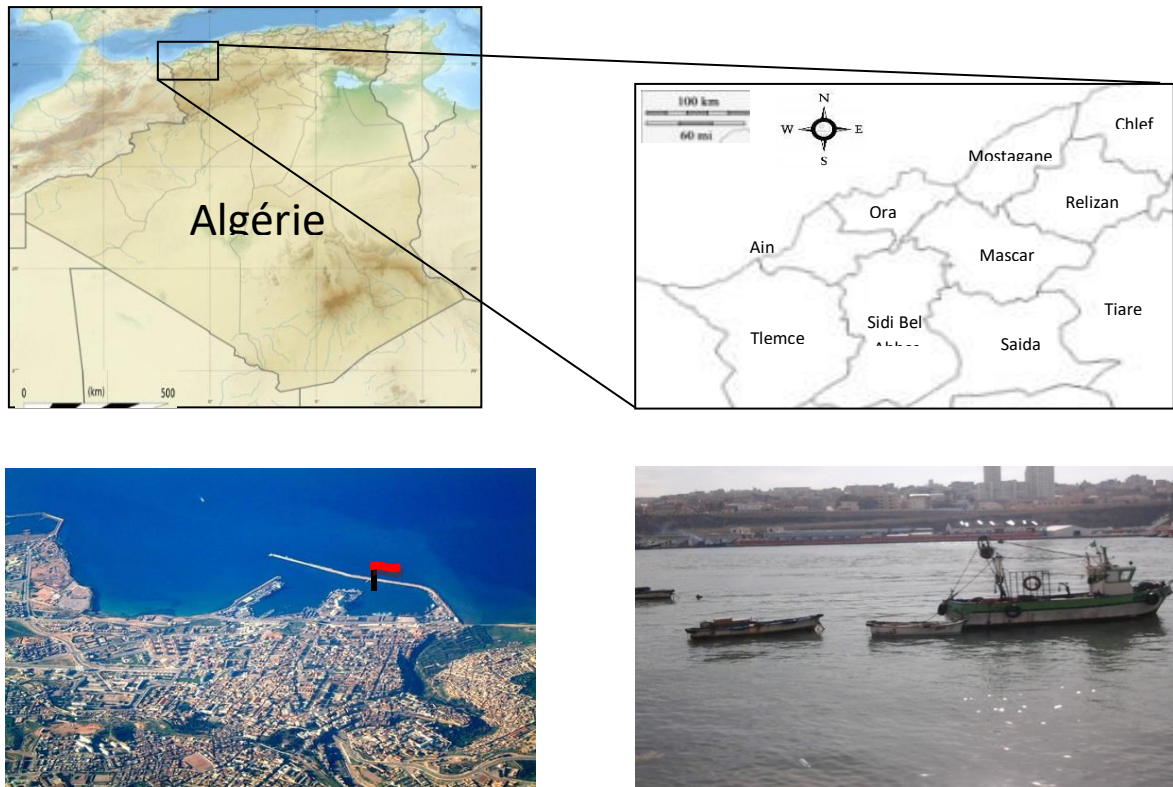 Algérie
0 (km) 500
100 km
60 mi
N
W E
S
Chlef
Mostagane
Relizan
Ora
Ain
Mascar
Tiare
Sidi Bel
Abbes
Tlemce
Saida